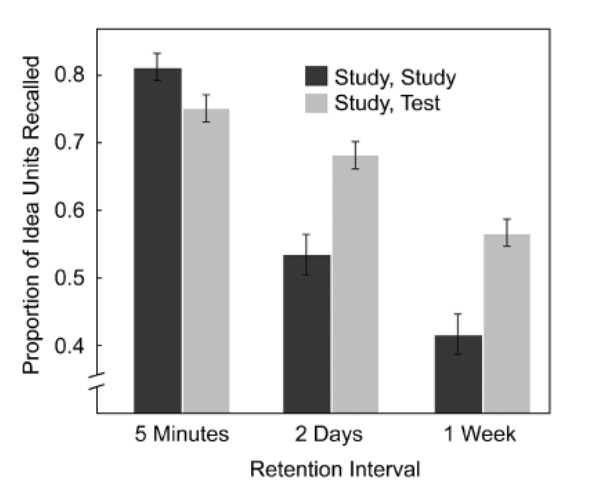 Proportion of Idea Units Recalled
0.8
0.7
0.6
0.5
0.4
Study, Study
Study, Test
5 Minutes
2 Days
1 Week
Retention Interval